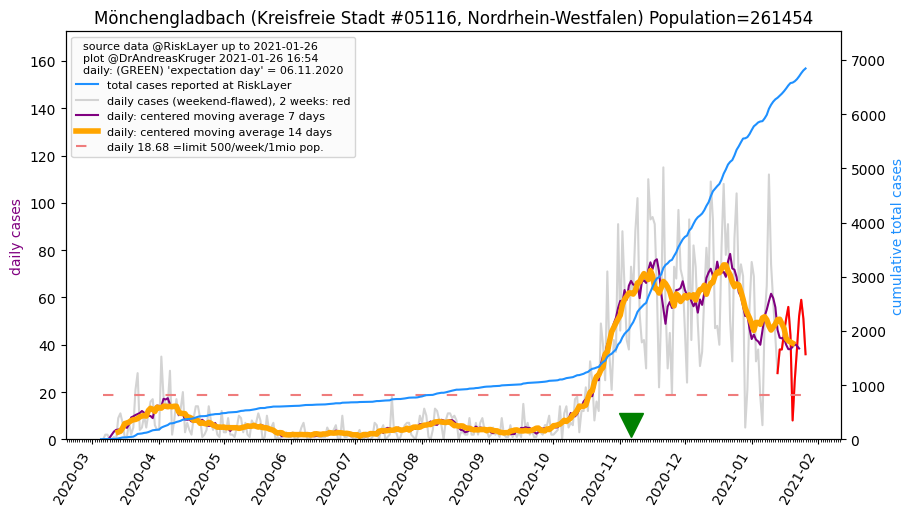 Mönchengladbach (Kreisfreie Stadt #05116, Nordrhein-Westfalen) Population=261454
source data @RiskLayer up to 2021-01-26
plot @DrAndreasKruger 2021-01-26 16:54
daily: (GREEN) 'expectation day' = 06.11.2020
total cases reported at RiskLayer
daily cases (weekend-flawed), 2 weeks: red
daily: centered moving average 7 days
daily: centered moving average 14 days
daily 18.68 =limit 500/week/1mio pop.
daily cases
160
140
120
100
80
60
40
20
0
7000
6000
5000
4000
3000
2000
1000
0
cumulative total cases
2020-03
2020-04
2020-05
2020-06
2020-07
2020-08
2020-09
2020-10
2020-11
2020-12
2021-01
2021-02